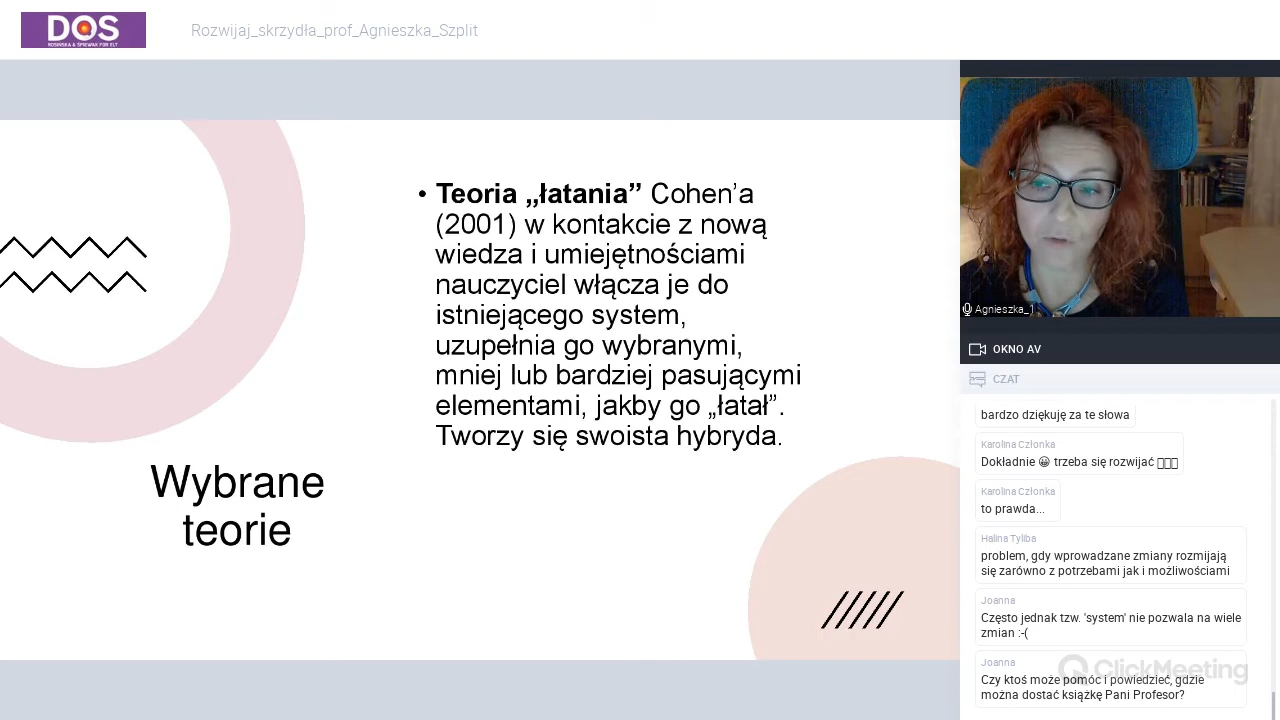 DOS
ROSIŃSKA & ŚPIEWAK FOR ELT
Rozwijaj_skrzydła_prof_Agnieszka_Szplit
• Teoria „łatania” Cohen’a
(2001) w kontakcie z nową
wiedza i umiejętnościami
nauczyciel włącza je do
istniejącego system,
uzupełnia go wybranymi,
mniej lub bardziej pasującymi
elementami, jakby go „łatał”.
Tworzy się swoista hybryda.
Wybrane
teorie
Agnieszka_1
OKNO AV
CZAT
bardzo dziękuję za te słowa
Karolina Członka
Dokładnie 😀 trzeba się rozwijać
Karolina Członka
to prawda...
Halina Tyliba
problem, gdy wprowadzane zmiany rozmijają
się zarówno z potrzebami jak i możliwościami
Joanna
Często jednak tzw. 'system' nie pozwala na wiele
zmian :-(
Joanna
Czy ktoś może pomóc i powiedzieć, gdzie
można dostać książkę Pani Profesor?
ClickMeeting